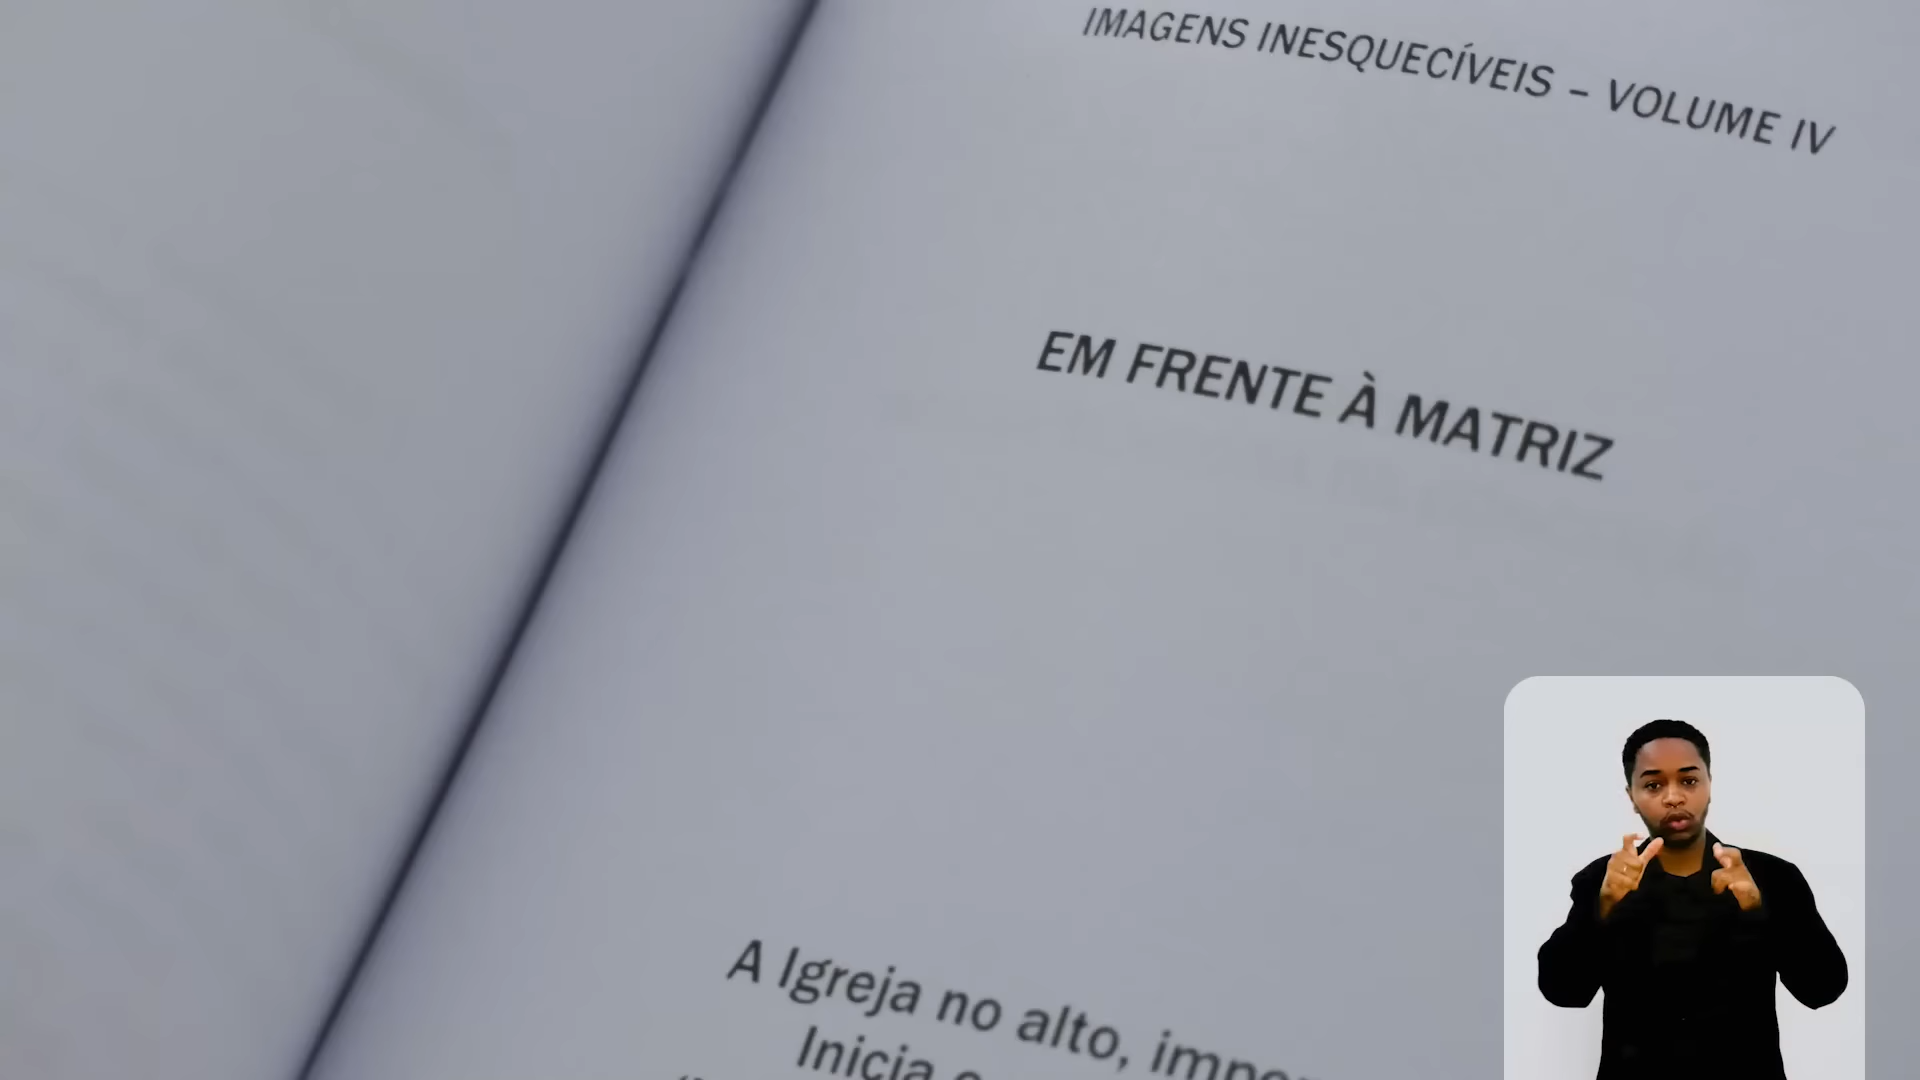 IMAGENS INESQUECÍVEIS – VOLUME IV
EM FRENTE À MATRIZ
A Igreja no alto,
Inicia